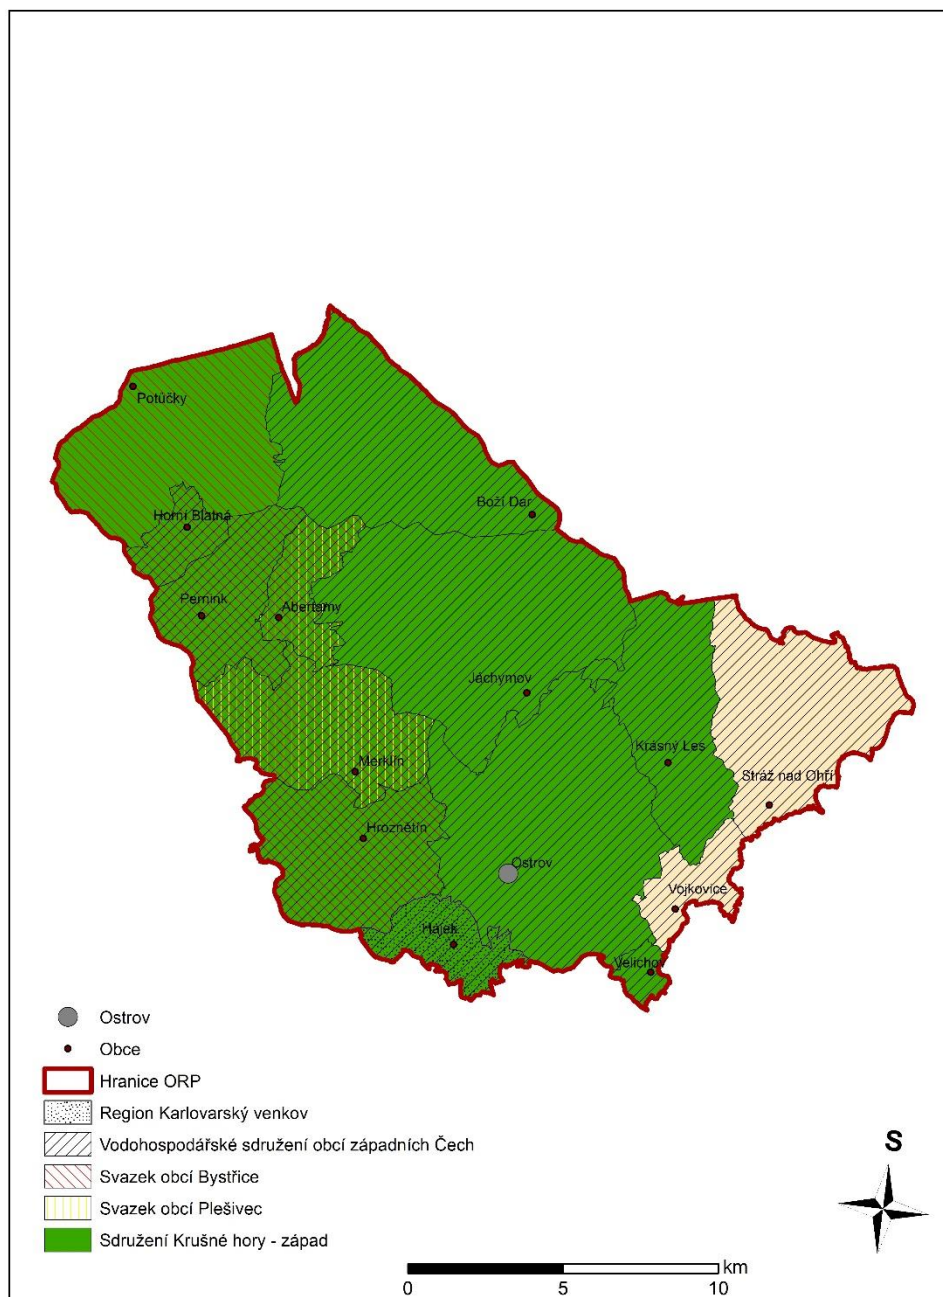 Potůčky
Boží Dar
Horní Blatná
Pernink
Abertamy
Jáchymov
Krásný Les
Merklín
Stráž nad Ohří
Hroznětín
Ostrov
Vojkovice
Hájek
Velichov
Ostrov
Obce
Hranice ORP
Region Karlovarský venkov
Vodohospodářské sdružení obcí západních Čech
Svazek obcí Bystřice
Svazek obcí Plešivec
Sdružení Krušné hory - západ
S
km
0 5 10